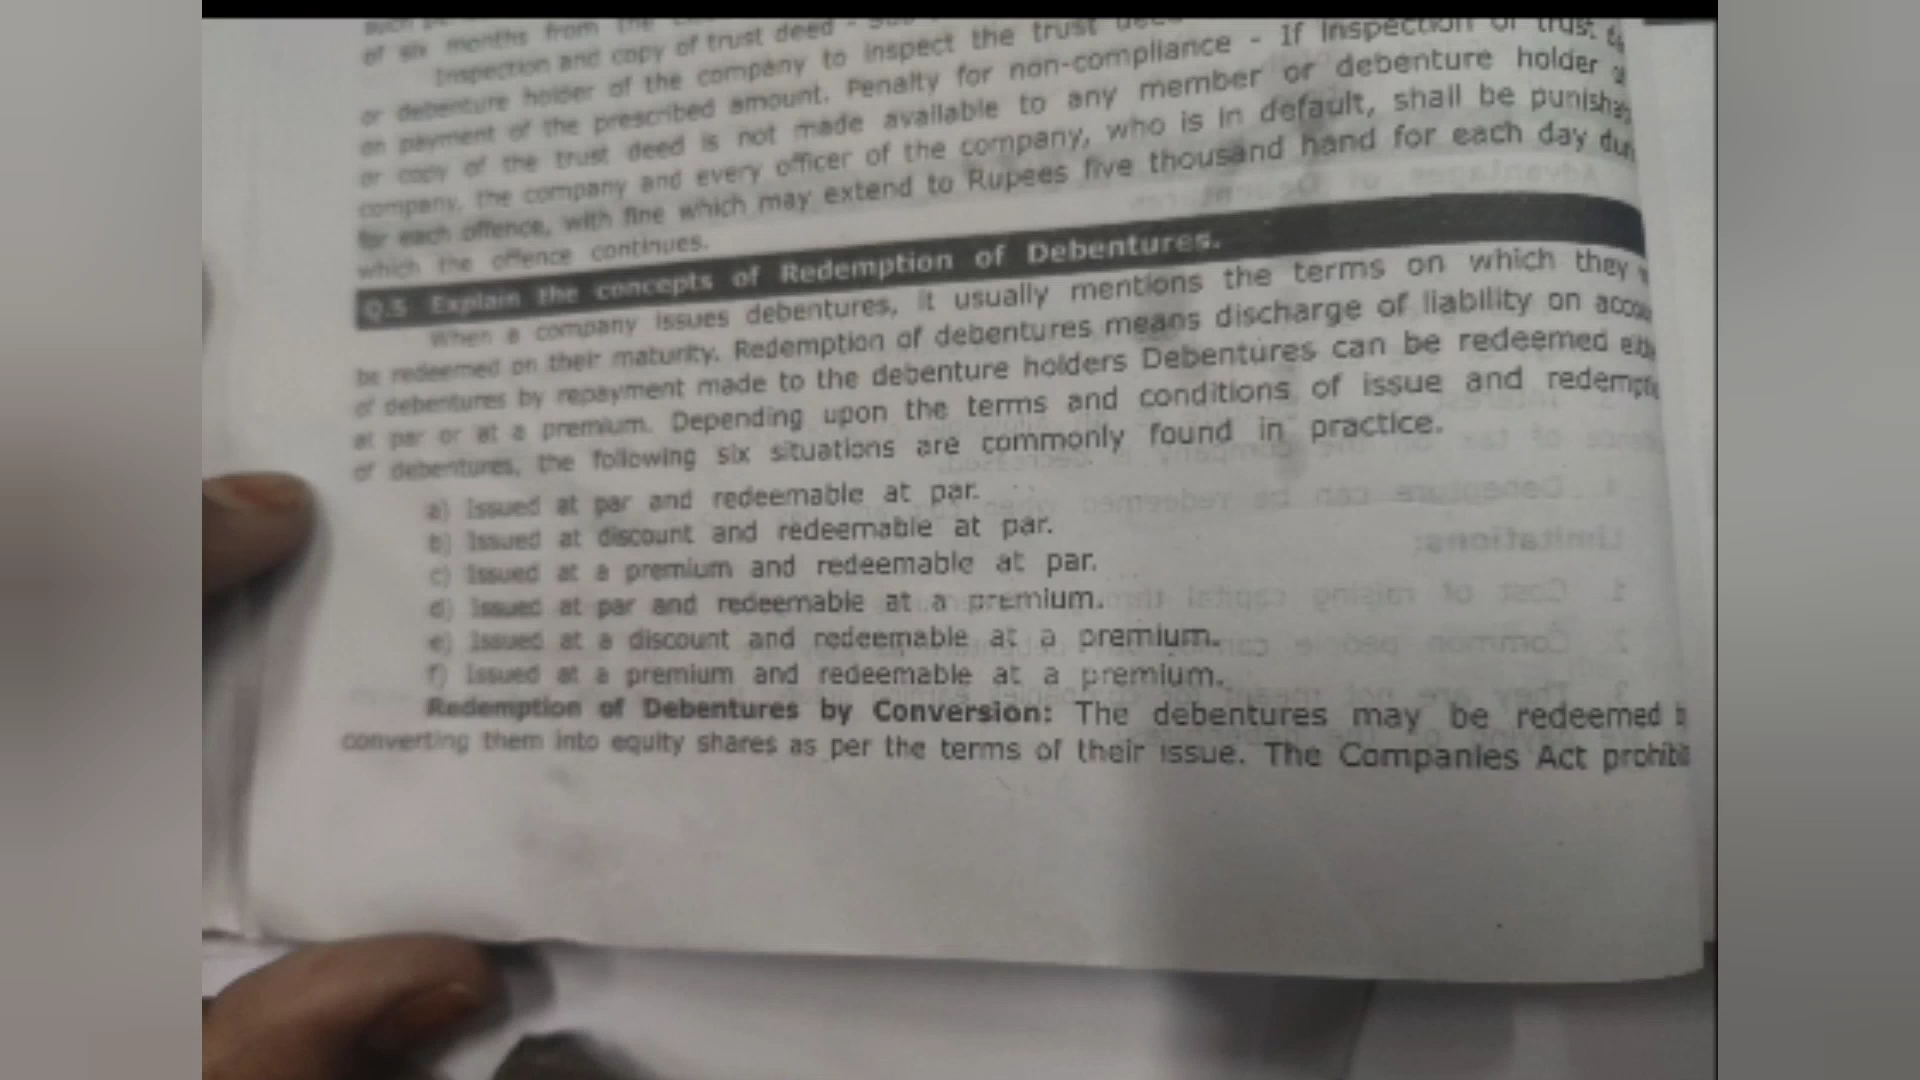 of six months from the
Inspection and copy of trust deed -
or debenture holder of the company to inspect the trust
on payment of the prescribed amount. Penalty for non-compliance - If inspection of trust
or copy of the trust deed is not made available to any member or debenture holder
company, the company and every officer of the company, who is in default, shall be
for each offence, with fine which may extend to Rupees five thousand hand for each day
which the offence continues.
Q.5 Explain the concepts of Redemption of Debentures.
When a company issues debentures, it usually mentions the terms on which they
be redeemed on their maturity. Redemption of debentures means discharge of liability on
of debentures by repayment made to the debenture holders Debentures can be redeemed
at par or at a premium. Depending upon the terms and conditions of issue and
of debentures, the following six situations are commonly found in practice.
a) Issued at par and redeemable at par.
b) Issued at discount and redeemable at par.
c) Issued at a premium and redeemable at par.
d) Issued at par and redeemable at a premium.
e) Issued at a discount and redeemable at a premium.
f) Issued at a premium and redeemable at a premium.
Redemption of Debentures by Conversion: The debentures may be redeemed
converting them into equity shares as per the terms of their issue. The Companies Act